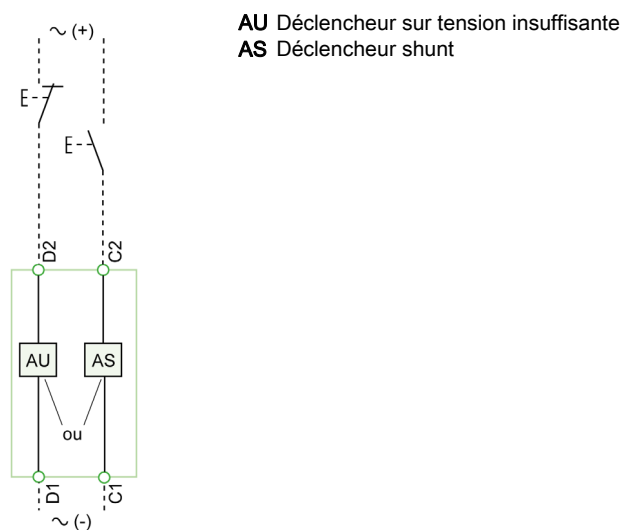 ∼ (+)
AU Déclencheur sur tension insuffisante
AS Déclencheur shunt
D2
C2
AU
AS
ou
D1
C1
∼ (-)